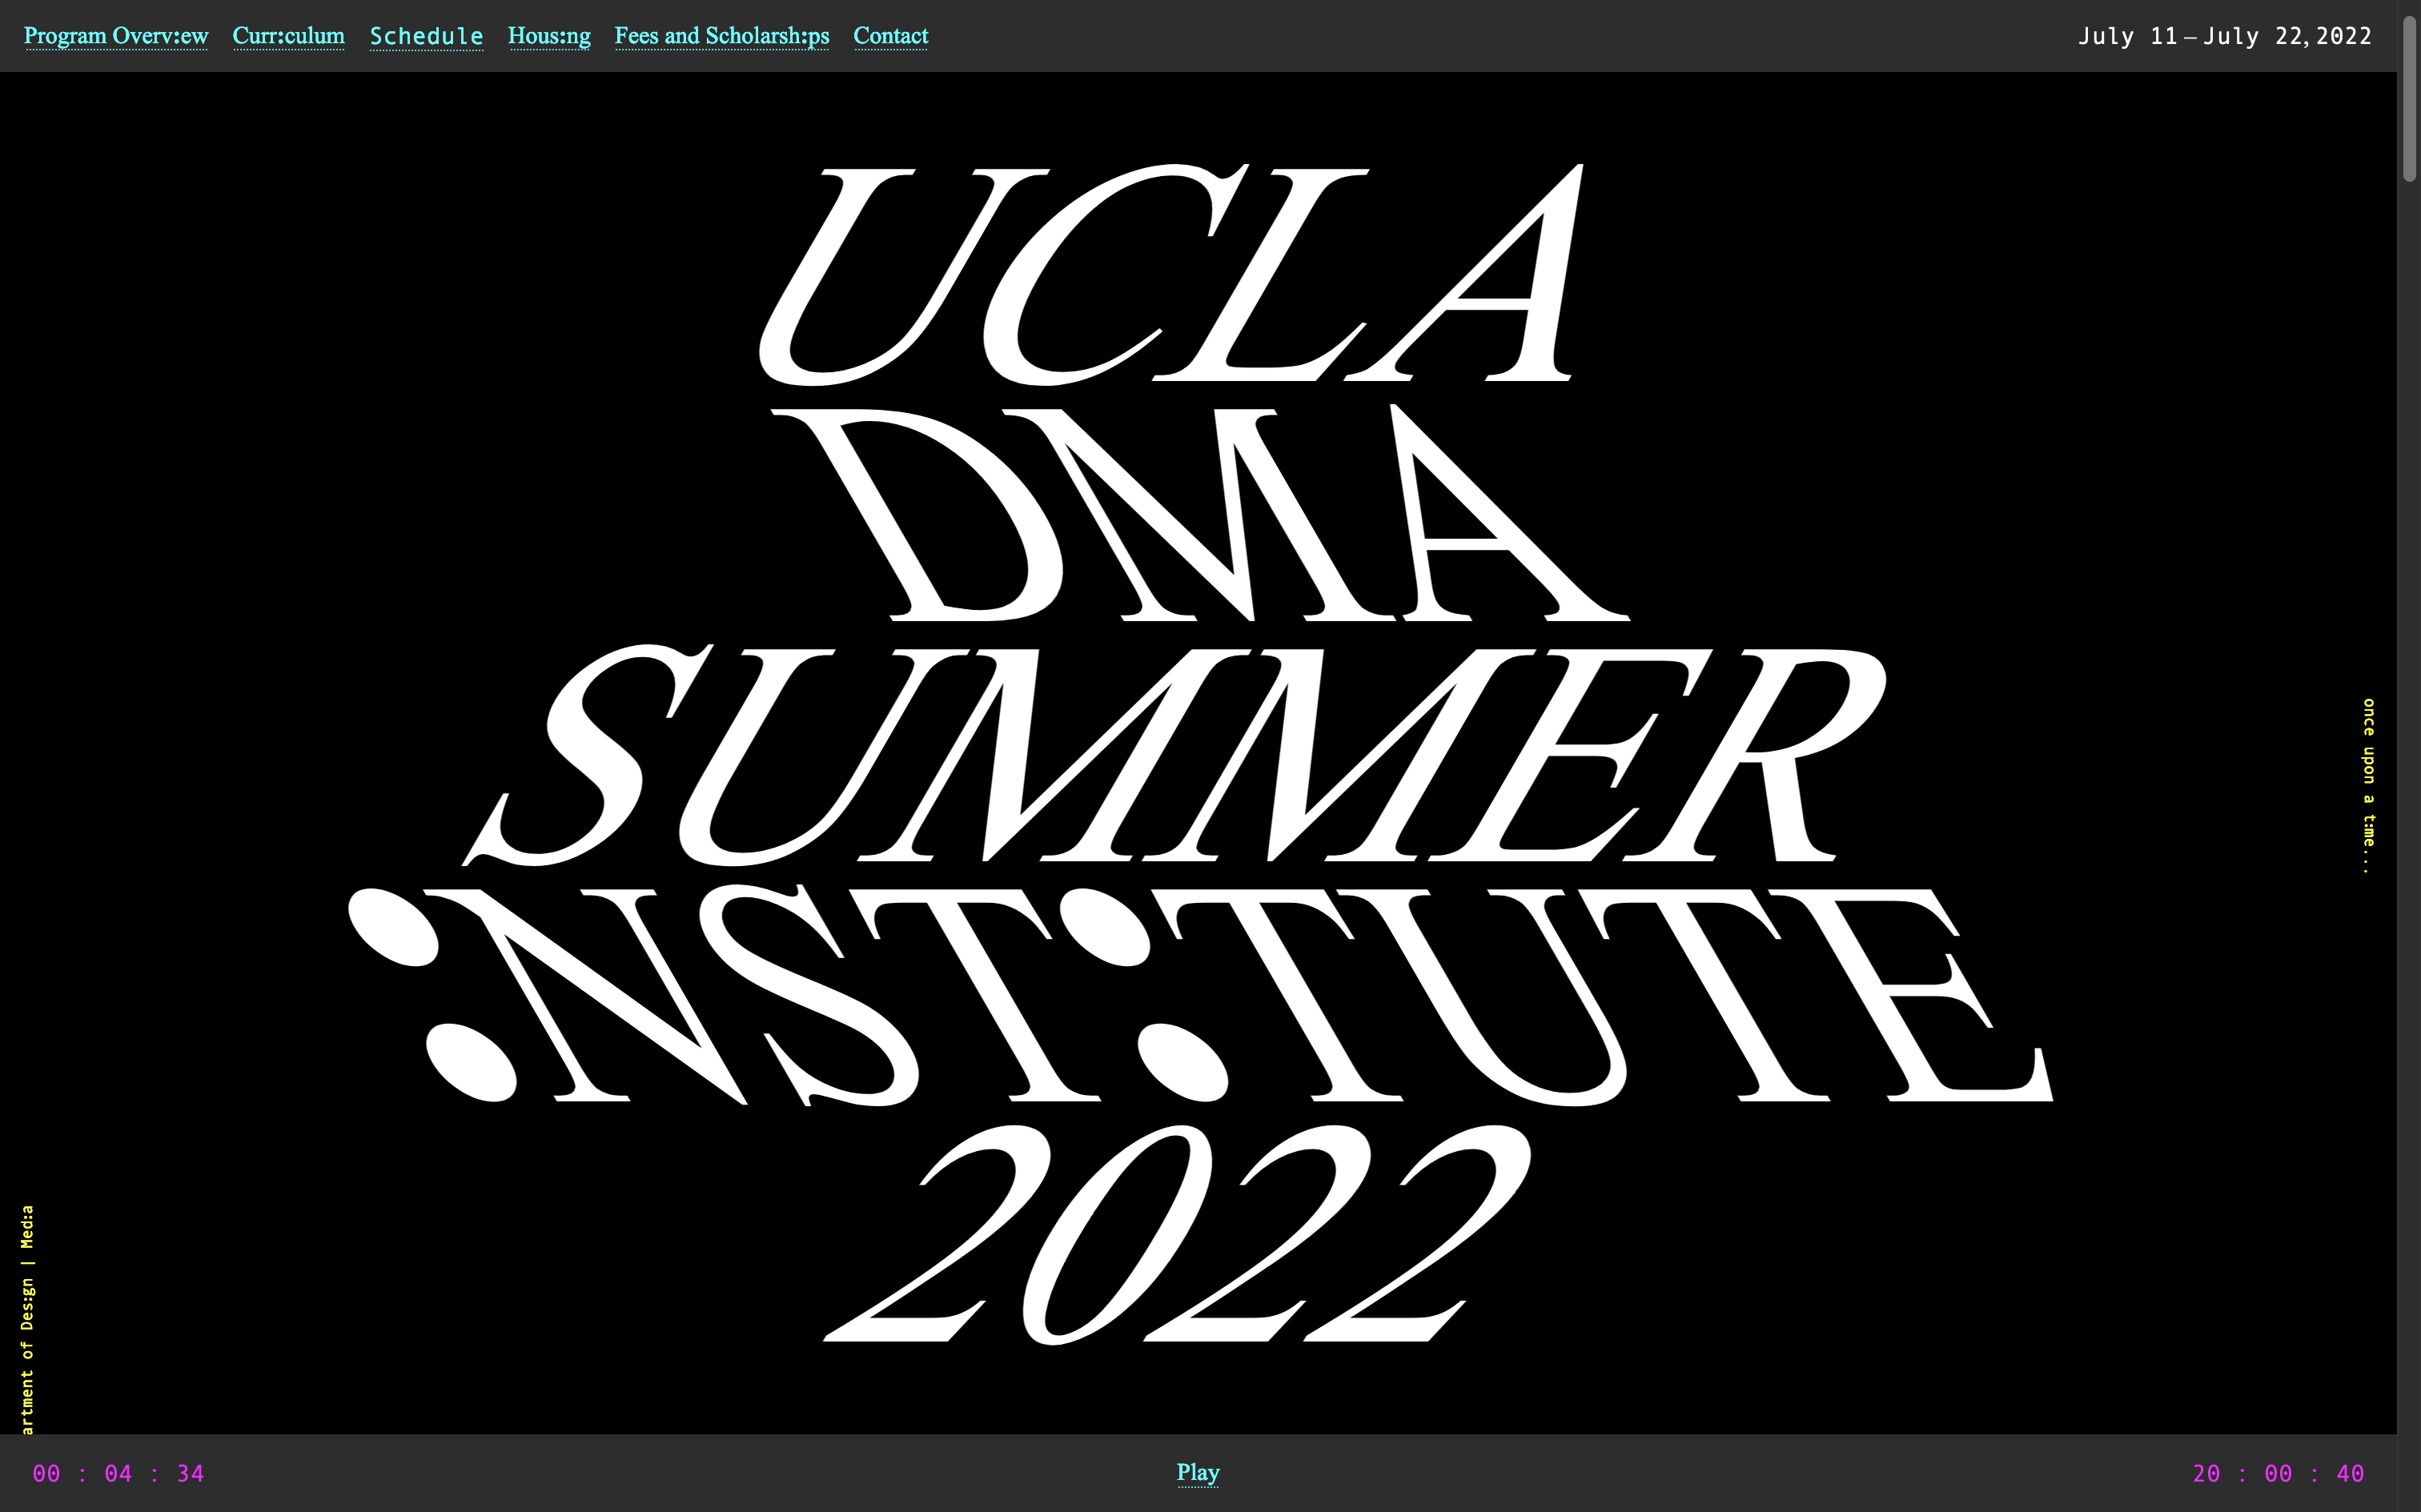 Program Overv:ew Curr:culum Schedule Hous:ng Fees and Scholarsh:ps Contact July 11—July 22,2022
UCLA
DMA
SUMMER
:NST:TUTE
2022
once upon a t:me...
artment of Des:gn | Med:a
00 : 04 : 34 Play 20 : 00 : 40